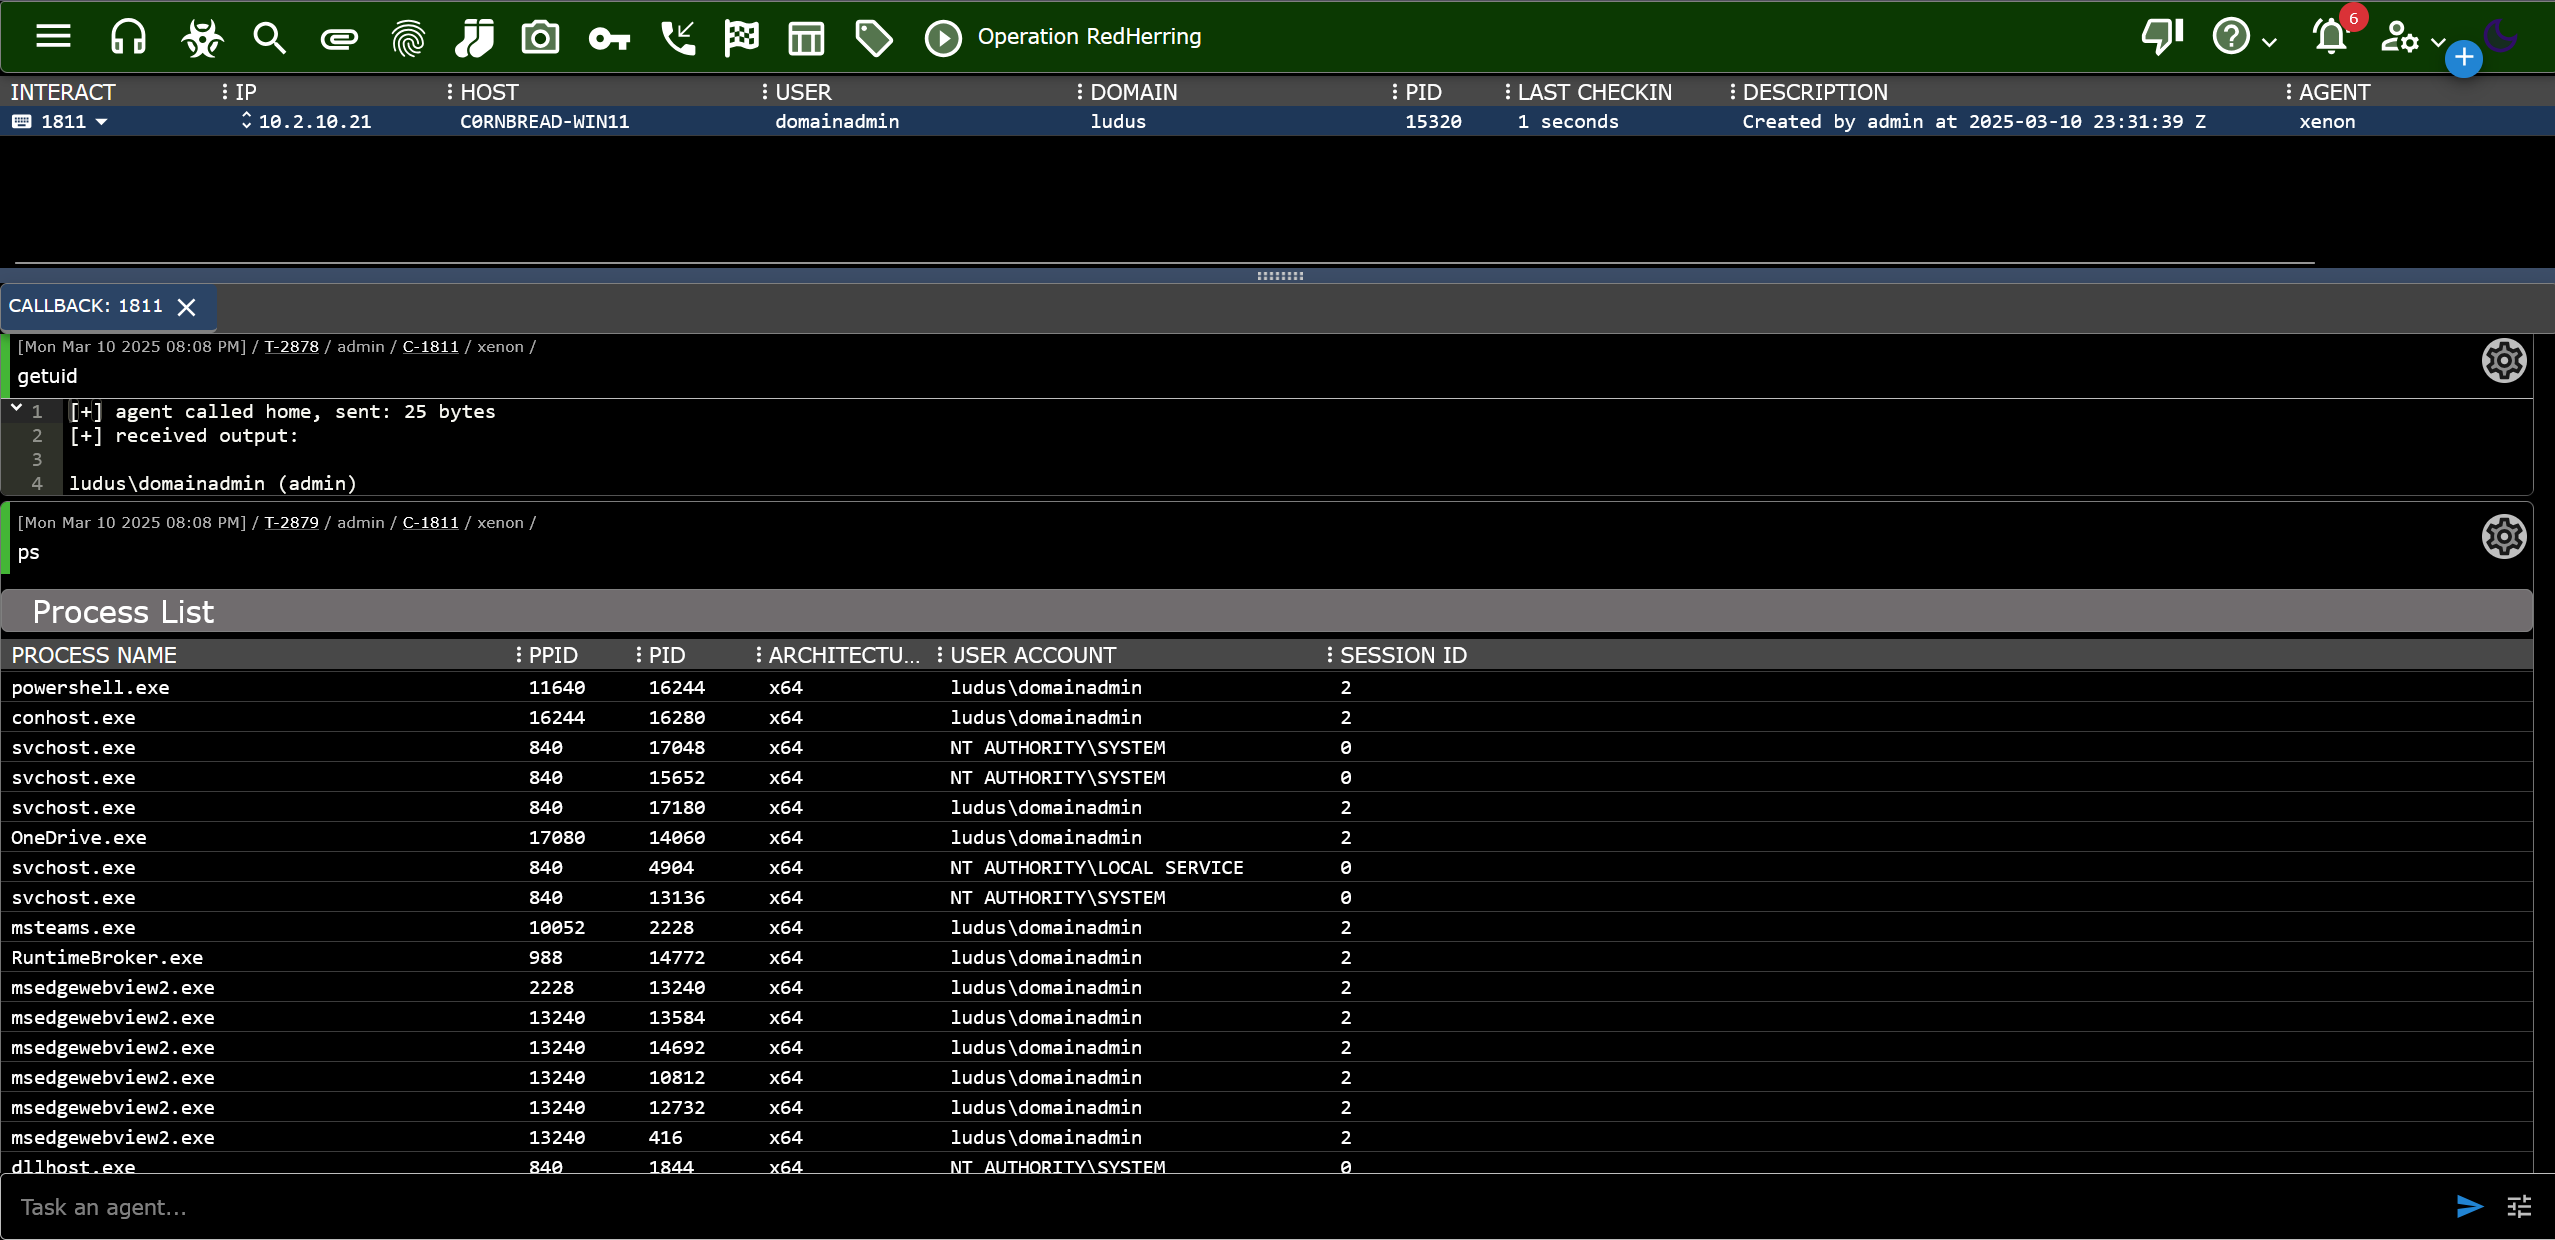 Operation RedHerring
6
INTERACT IP HOST USER DOMAIN PID LAST CHECKIN DESCRIPTION AGENT
1811 10.2.10.21 C0RNBREAD-WIN11 domainadmin ludus 15320 1 seconds Created by admin at 2025-03-10 23:31:39 Z xenon
CALLBACK: 1811
[Mon Mar 10 2025 08:08 PM] / T-2878 / admin / C-1811 / xenon /
getuid
1 [+] agent called home, sent: 25 bytes
2 [+] received output:
3
4 ludus\domainadmin (admin)
[Mon Mar 10 2025 08:08 PM] / T-2879 / admin / C-1811 / xenon /
ps
Process List
PROCESS NAME PPID PID ARCHITECTU... USER ACCOUNT SESSION ID
powershell.exe 11640 16244 x64 ludus\domainadmin 2
conhost.exe 16244 16280 x64 ludus\domainadmin 2
svchost.exe 840 17048 x64 NT AUTHORITY\SYSTEM 0
svchost.exe 840 15652 x64 NT AUTHORITY\SYSTEM 0
svchost.exe 840 17180 x64 ludus\domainadmin 2
OneDrive.exe 17080 14060 x64 ludus\domainadmin 2
svchost.exe 840 4904 x64 NT AUTHORITY\LOCAL SERVICE 0
svchost.exe 840 13136 x64 NT AUTHORITY\SYSTEM 0
msteams.exe 10052 2228 x64 ludus\domainadmin 2
RuntimeBroker.exe 988 14772 x64 ludus\domainadmin 2
msedgewebview2.exe 2228 13240 x64 ludus\domainadmin 2
msedgewebview2.exe 13240 13584 x64 ludus\domainadmin 2
msedgewebview2.exe 13240 14692 x64 ludus\domainadmin 2
msedgewebview2.exe 13240 10812 x64 ludus\domainadmin 2
msedgewebview2.exe 13240 12732 x64 ludus\domainadmin 2
msedgewebview2.exe 13240 416 x64 ludus\domainadmin 2
dllhost.exe 840 1844 x64 NT AUTHORITY\SYSTEM 0
Task an agent...